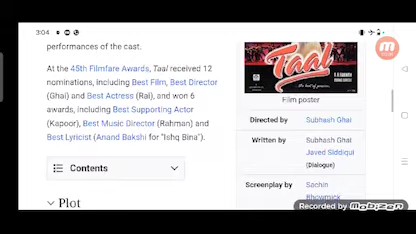 3:04
performances of the cast.
At the 45th Filmfare Awards, Taal received 12
nominations, including Best Film, Best Director
(Ghai) and Best Actress (Rai), and won 6
awards, including Best Supporting Actor
(Kapoor), Best Music Director (Rahman) and
Best Lyricist (Anand Bakshi for "Ishq Bina").
Contents
Plot
Taal
Film poster
Directed by Subhash Ghai
Written by Subhash Ghai
Javed Siddiqui
(Dialogue)
Screenplay by Sachin
Bhowmick
Recorded by Mobizen